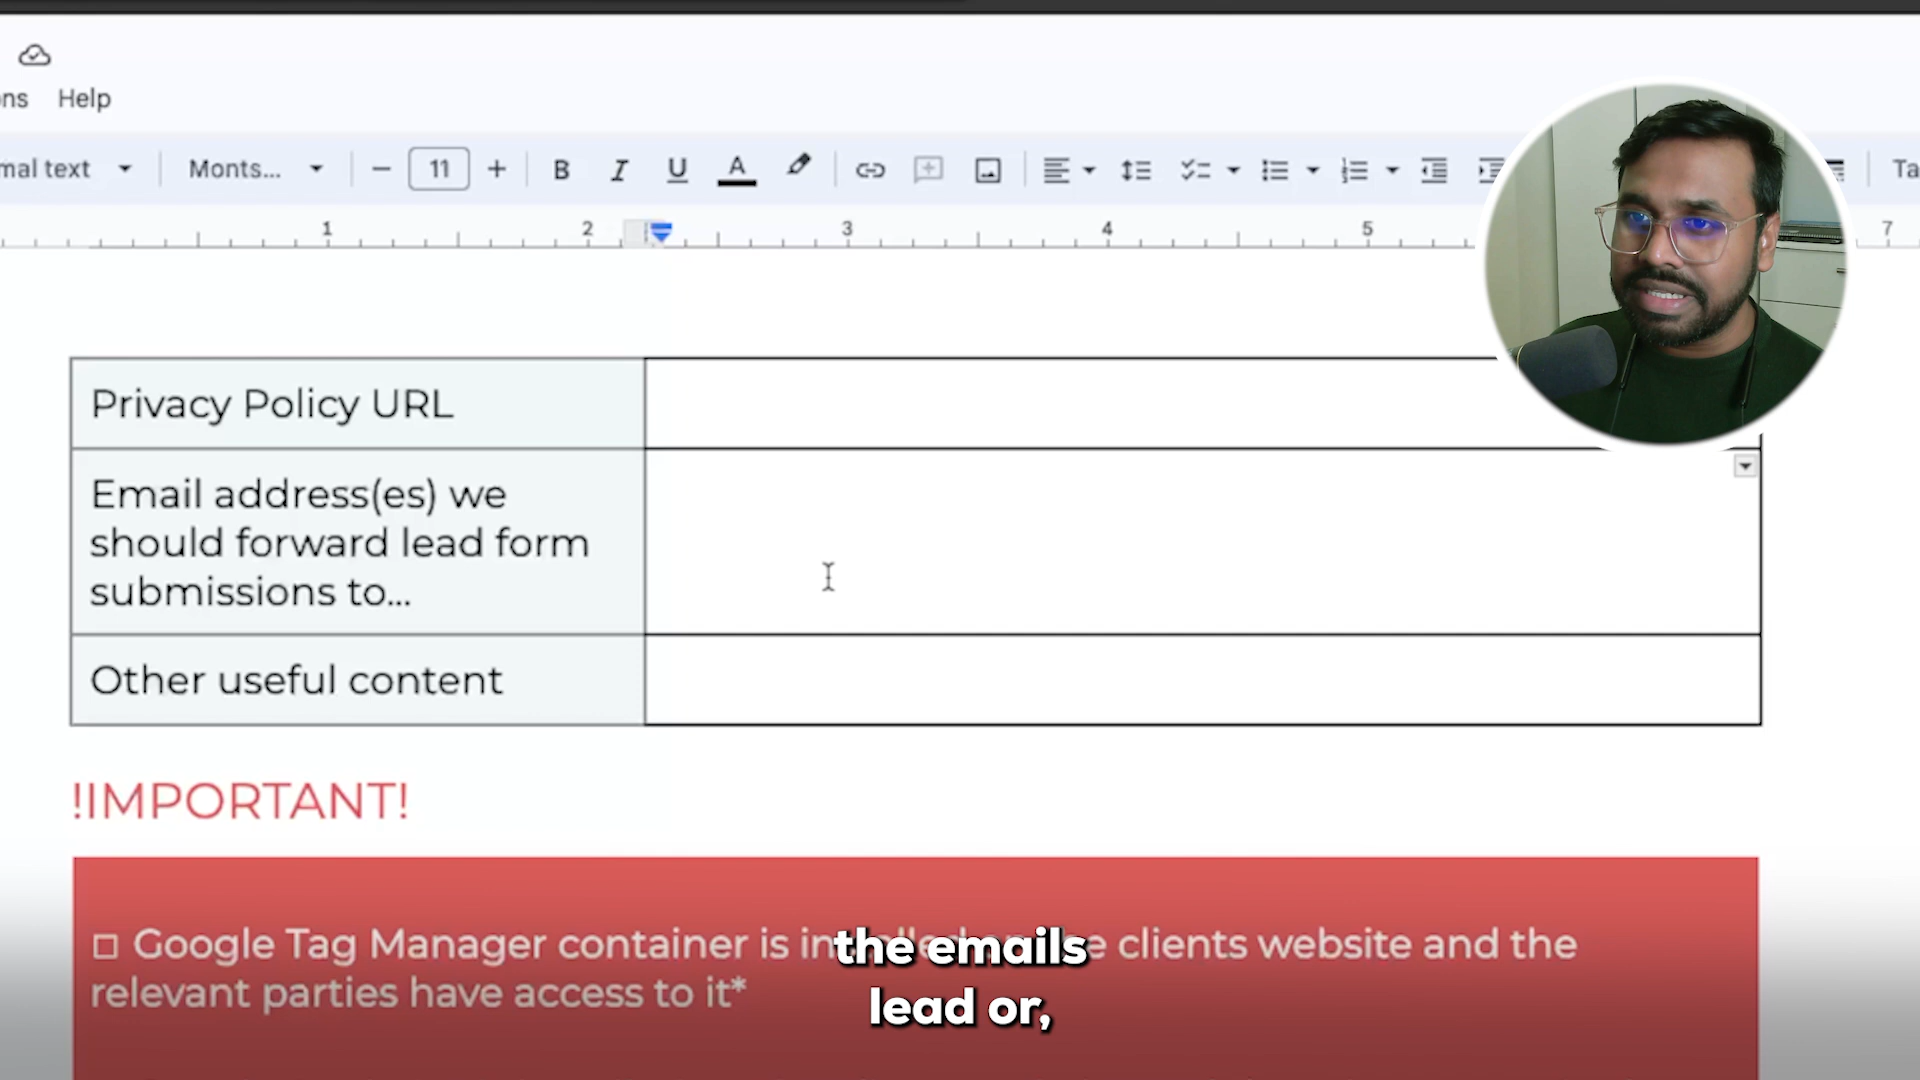 ns Help
mal text Monts... 11 B I U A Ta
1 2 3 4 5 7
Privacy Policy URL
Email address(es) we
should forward lead form
submissions to...
Other useful content
!IMPORTANT!
Google Tag Manager container is in clients website and the
relevant parties have access to it*
the emails
lead or,